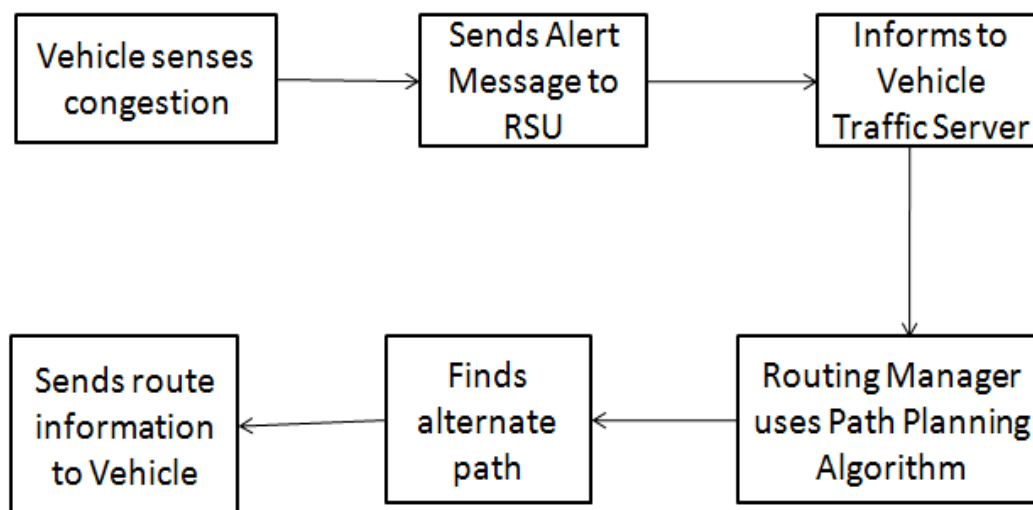 Vehicle senses
congestion
Sends Alert
Message to
RSU
Informs to
Vehicle
Traffic Server
Routing Manager
uses Path Planning
Algorithm
Finds
alternate
path
Sends route
information
to Vehicle